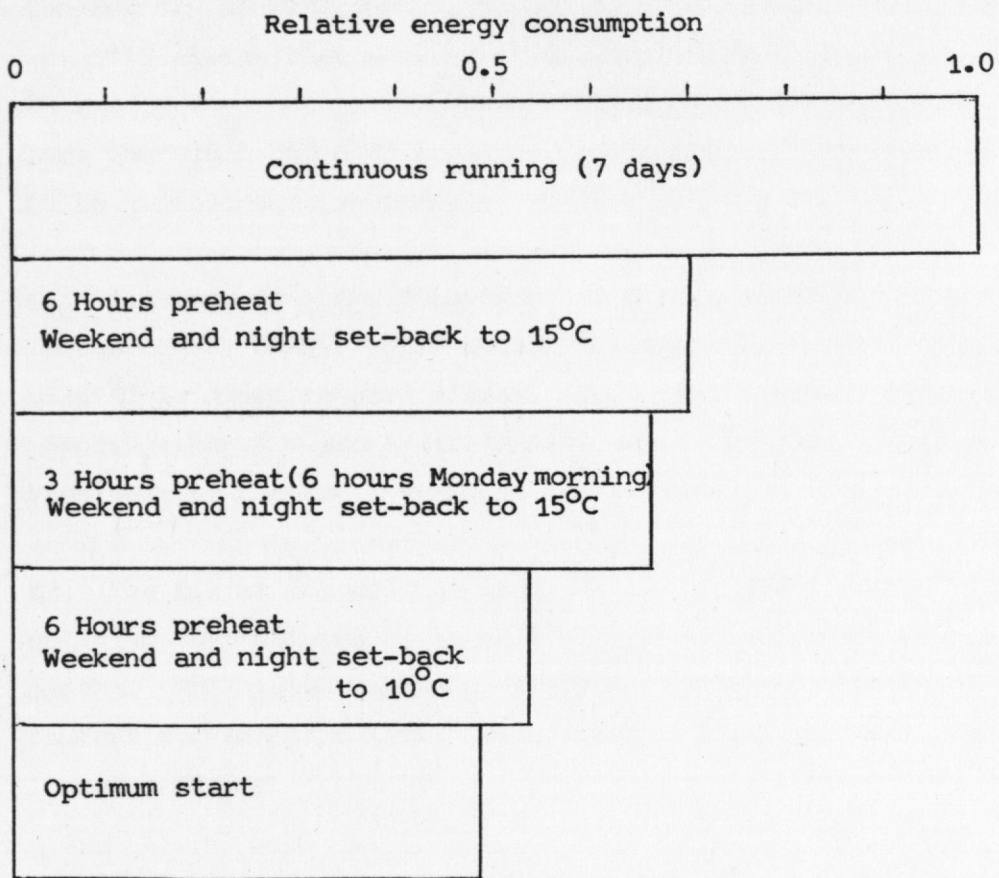 Relative energy consumption
0 0.5 1.0
Continuous running (7 days)
6 Hours preheat
Weekend and night set-back to 15°C
3 Hours preheat(6 hours Monday morning)
Weekend and night set-back to 15°C
6 Hours preheat
Weekend and night set-back
to 10°C
Optimum start